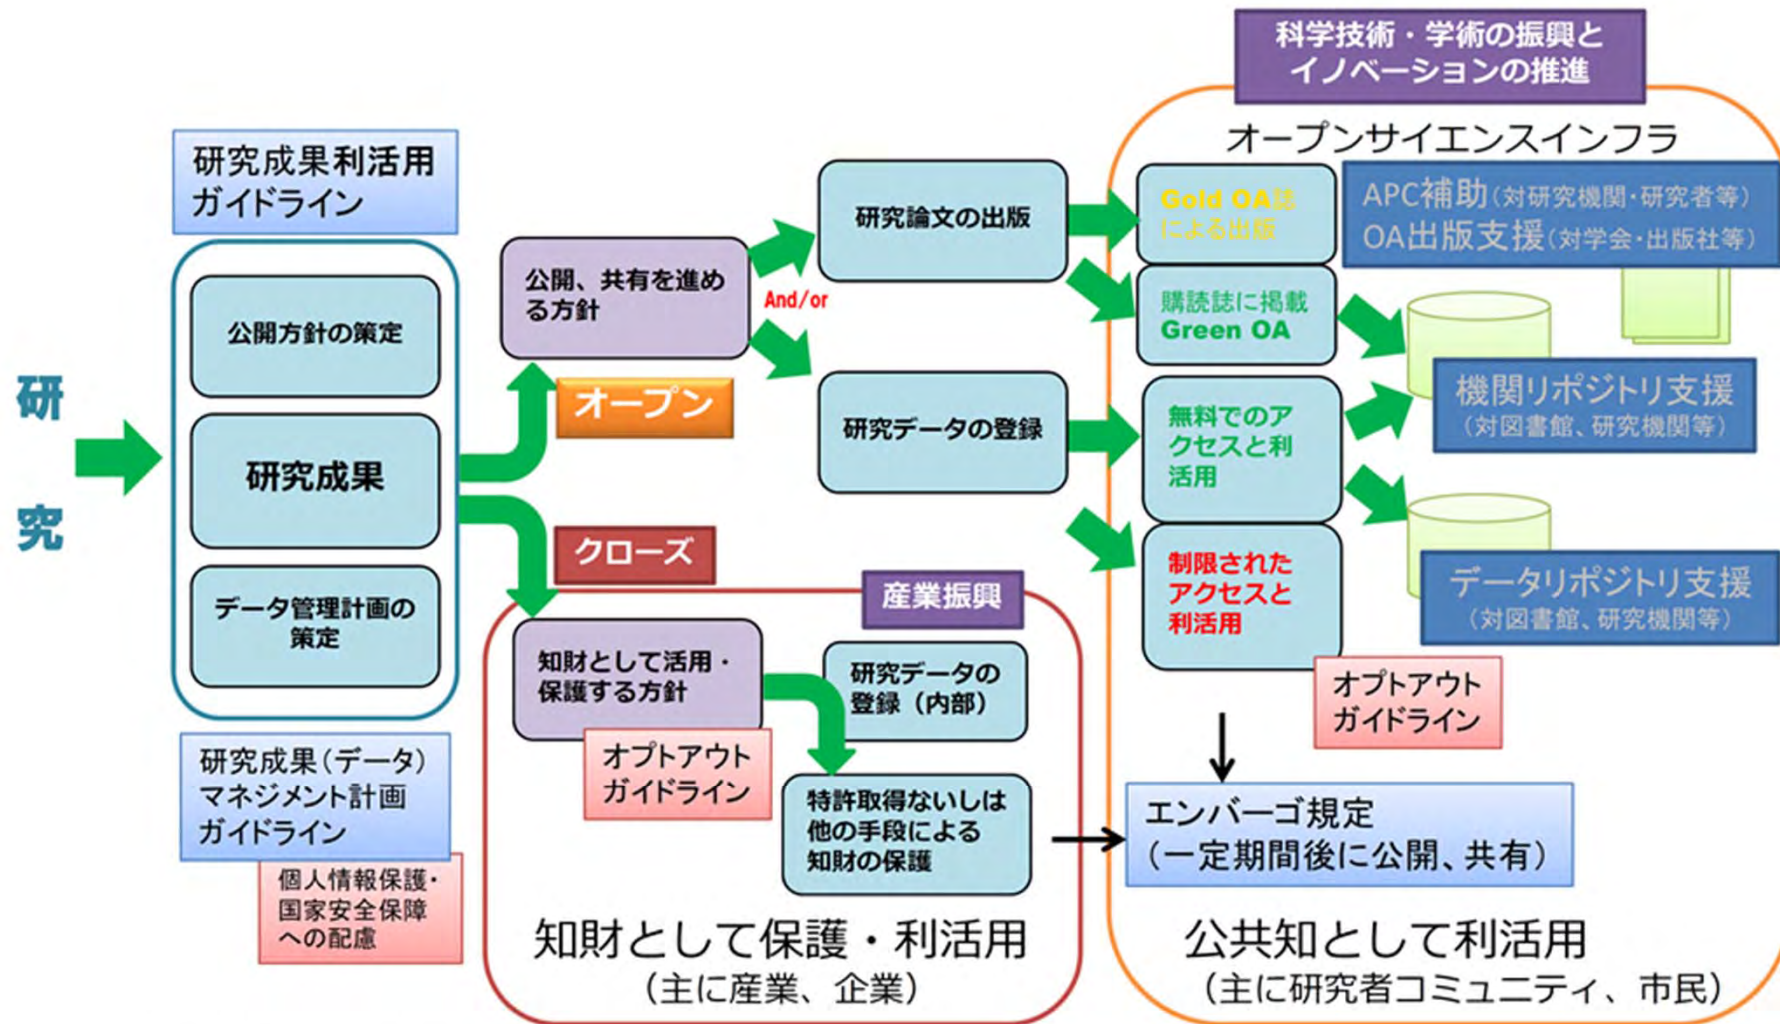 科学技術・学術の振興と
イノベーションの推進
オープンサイエンスインフラ
研究成果利活用
ガイドライン
研
究
公開方針の策定
研究成果
データ管理計画の
策定
研究成果(データ)
マネジメント計画
ガイドライン
個人情報保護・
国家安全保障
への配慮
公開、共有を進め
る方針
And/or
オープン
クローズ
研究論文の出版
研究データの登録
Gold OA誌
による出版
購読誌に掲載
Green OA
無料でのア
クセスと利
活用
制限された
アクセスと
利活用
APC補助(対研究機関・研究者等)
OA出版支援(対学会・出版社等)
機関リポジトリ支援
(対図書館、研究機関等)
データリポジトリ支援
(対図書館、研究機関等)
オプトアウト
ガイドライン
産業振興
知財として活用・
保護する方針
オプトアウト
ガイドライン
研究データの
登録(内部)
特許取得ないしは
他の手段による
知財の保護
エンバーゴ規定
(一定期間後に公開、共有)
知財として保護・利活用
(主に産業、企業)
公共知として利活用
(主に研究者コミュニティ、市民)